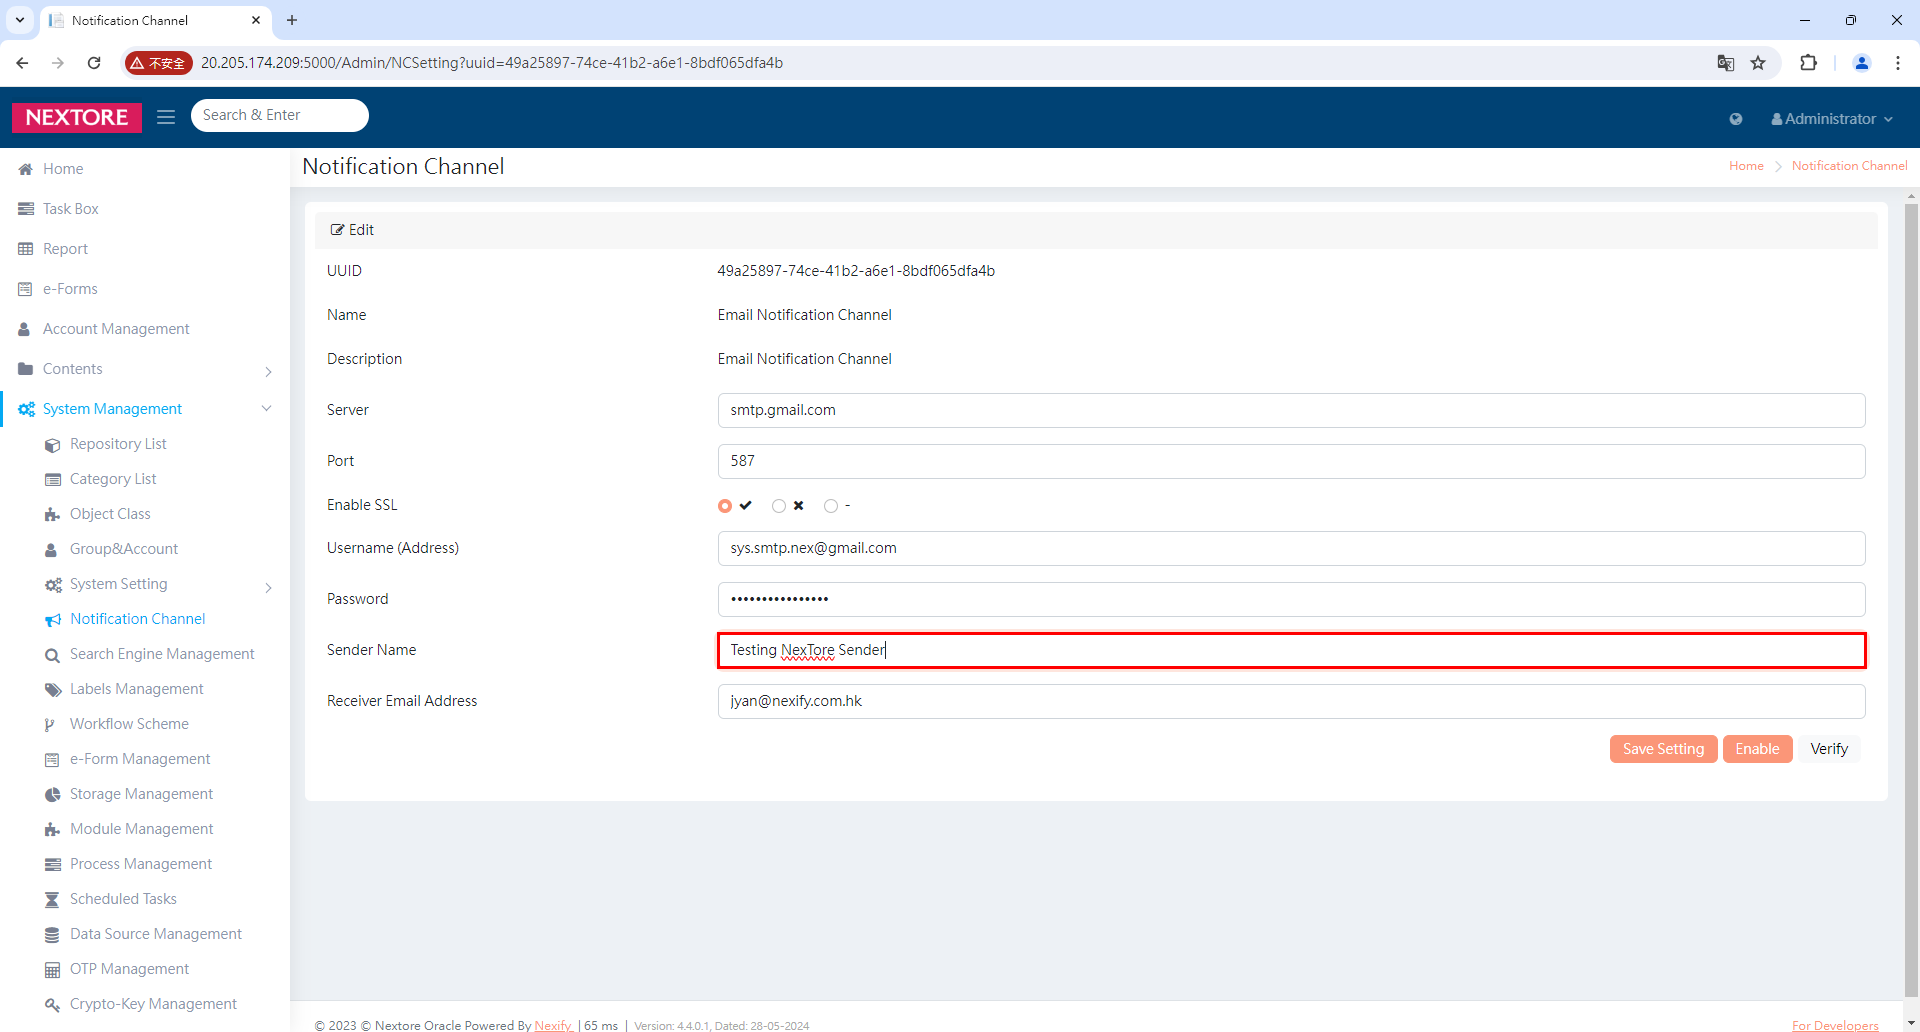 Notification Channel
不安全
20.205.174.209:5000/Admin/NCSetting?uuid=49a25897-74ce-41b2-a6e1-8bdf065dfa4b
NEXTORE
Search & Enter
Administrator
Home
Task Box
Report
e-Forms
Account Management
Contents
System Management
Repository List
Category List
Object Class
Group&Account
System Setting
Notification Channel
Search Engine Management
Labels Management
Workflow Scheme
e-Form Management
Storage Management
Module Management
Process Management
Scheduled Tasks
Data Source Management
OTP Management
Crypto-Key Management
Notification Channel
Home Notification Channel
Edit
UUID 49a25897-74ce-41b2-a6e1-8bdf065dfa4b
Name Email Notification Channel
Description Email Notification Channel
Server smtp.gmail.com
Port 587
Enable SSL -
Username (Address) sys.smtp.nex@gmail.com
Password ••••••••••••••••
Sender Name Testing NexTore Sender
Receiver Email Address jyan@nexify.com.hk
Save Setting Enable Verify
© 2023 © Nextore Oracle Powered By Nexify | 65 ms | Version: 4.4.0.1, Dated: 28-05-2024
For Developers